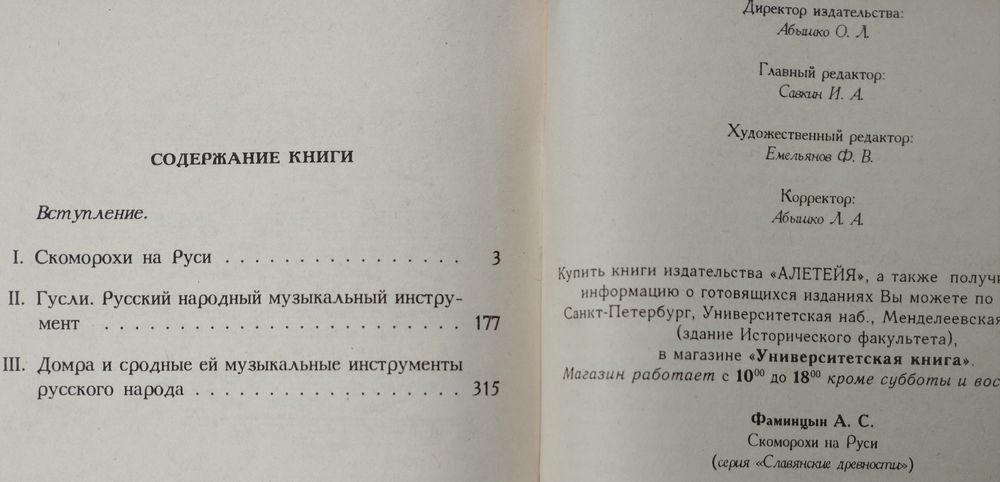 СОДЕРЖАНИЕ КНИГИ
Вступление.
I. Скоморохи на Руси . . . . . . . . . . . . . . . . 3
II. Гусли. Русский народный музыкальный инстру-
мент . . . . . . . . . . . . . . . . . . . . . . . 177
III. Домра и сродные ей музыкальные инструменты
русского народа . . . . . . . . . . . . . . . . . 315
Директор издательства:
Абышко О. Л.
Главный редактор:
Савкин И. А.
Художественный редактор:
Емельянов Ф. В.
Корректор:
Абышко Л. А.
Купить книги издательства «АЛЕТЕЙЯ», а также
информацию о готовящихся изданиях Вы можете по
Санкт-Петербург, Университетская наб., Менделеевская
(здание Исторического факультета),
в магазине «Университетская книга».
Магазин работает с 10⁰⁰ до 18⁰⁰ кроме субботы и
Фаминцын А. С.
Скоморохи на Руси
(серия «Славянские древности»)